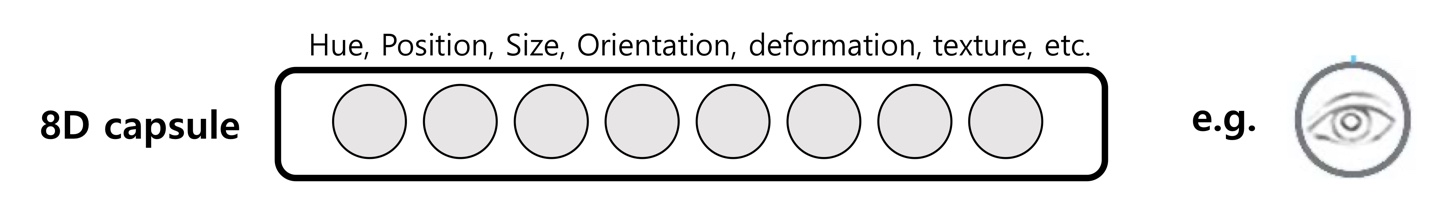 Hue, Position, Size, Orientation, deformation, texture, etc.
8D capsule
e.g.